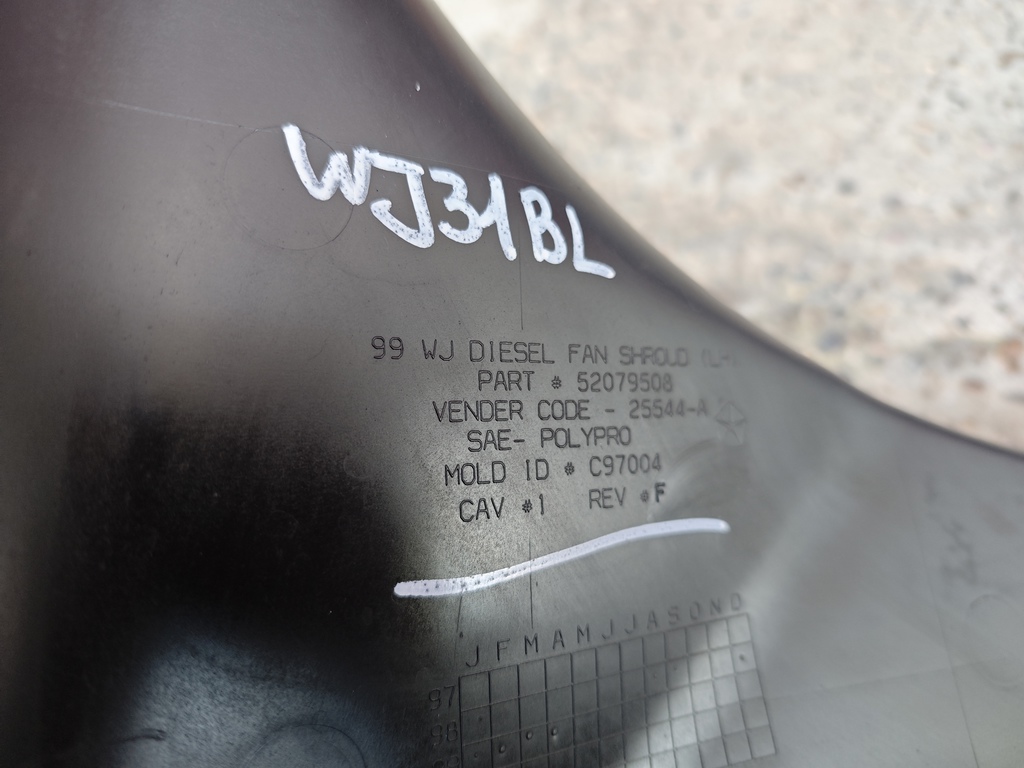 WJ31BL
99 WJ DIESEL FAN SHROUD (LH)
PART # 52079508
VENDER CODE - 25544-A
SAE- POLYPRO
MOLD ID # C97004
CAV #1 REV #F
J F M A M J J A S O N D
97
98